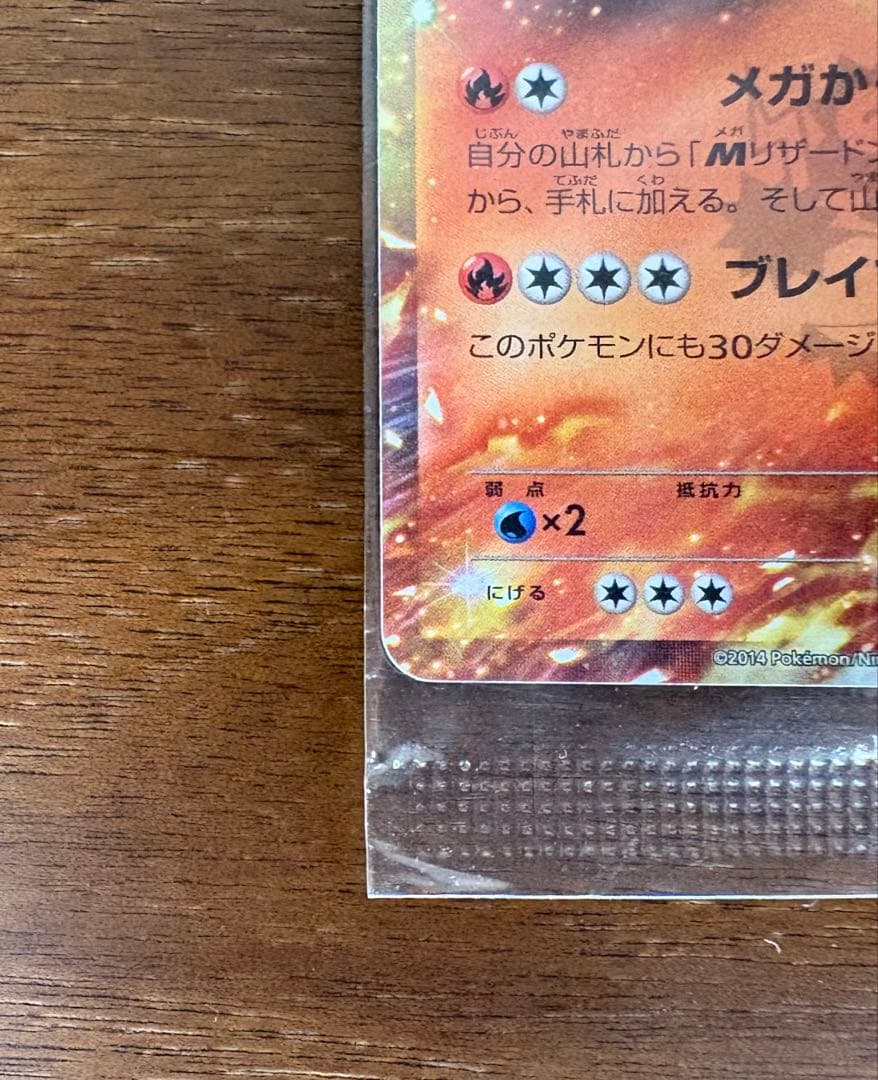 メガか
じぶん やまふだ メガ
自分の山札から「Mリザードン
てふだ くわ
から、手札に加える。そして山
ブレイ
このポケモンにも30ダメージ
弱点 抵抗力
×2
にげる
©2014 Pokémon/Nin